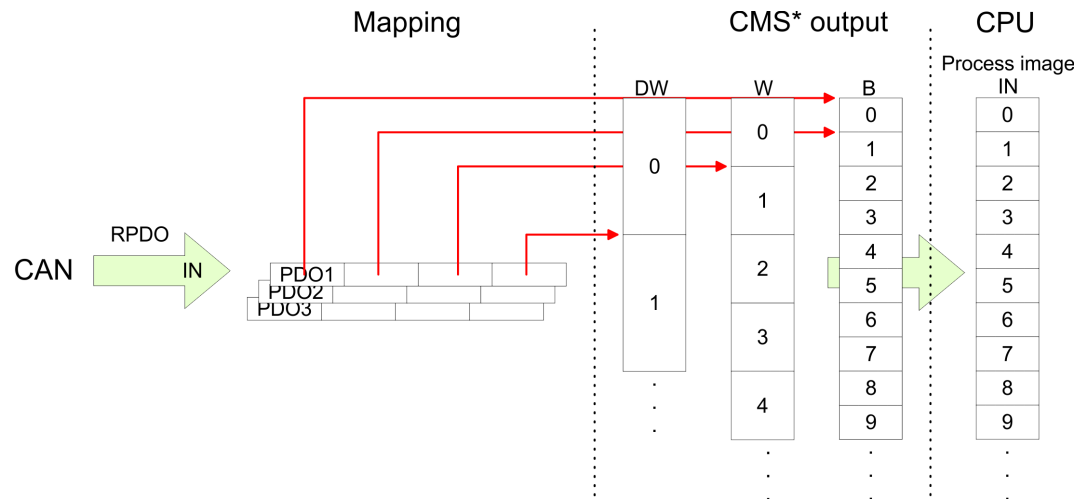 Mapping
CMS* output
CPU
Process image
IN
DW
W
B
0
1
0
1
2
3
4
0
1
2
3
4
5
6
7
8
9
0
1
2
3
4
5
6
7
8
9
CAN
RPDO
IN
PDO1
PDO2
PDO3